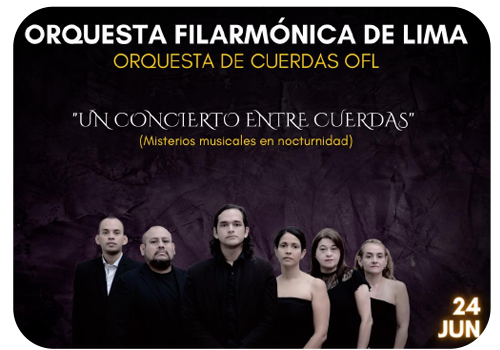 ORQUESTA FILARMÓNICA DE LIMA
ORQUESTA DE CUERDAS OFL
"UN CONCIERTO ENTRE CUERDAS"
(Misterios musicales en nocturnidad)
24
JUN